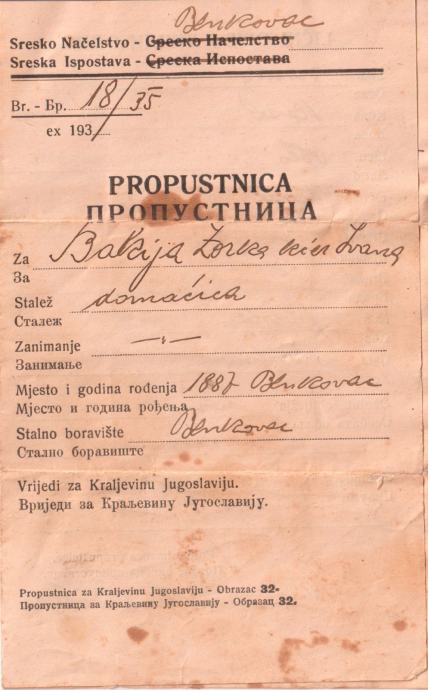 Benkovac
Sresko Načelstvo - Среско Начелство
Sreska Ispostava - Среска Испостава
Br. - Бр. 18/35
ex 193
PROPUSTNICA
ПРОПУСТНИЦА
Za Bakija Zorka kći Ivana
За
Stalež domaćica
Сталеж
Zanimanje —〃—
Занимање
Mjesto i godina rođenja 1887 Benkovac
Мјесто и година рођења
Stalno boravište Benkovac
Стално боравиште
Vrijedi za Kraljevinu Jugoslaviju.
Вриједи за Краљевину Југославију.
Propustnica za Kraljevinu Jugoslaviju - Obrazac 32.
Пропустница за Краљевину Југославију - Образац 32.